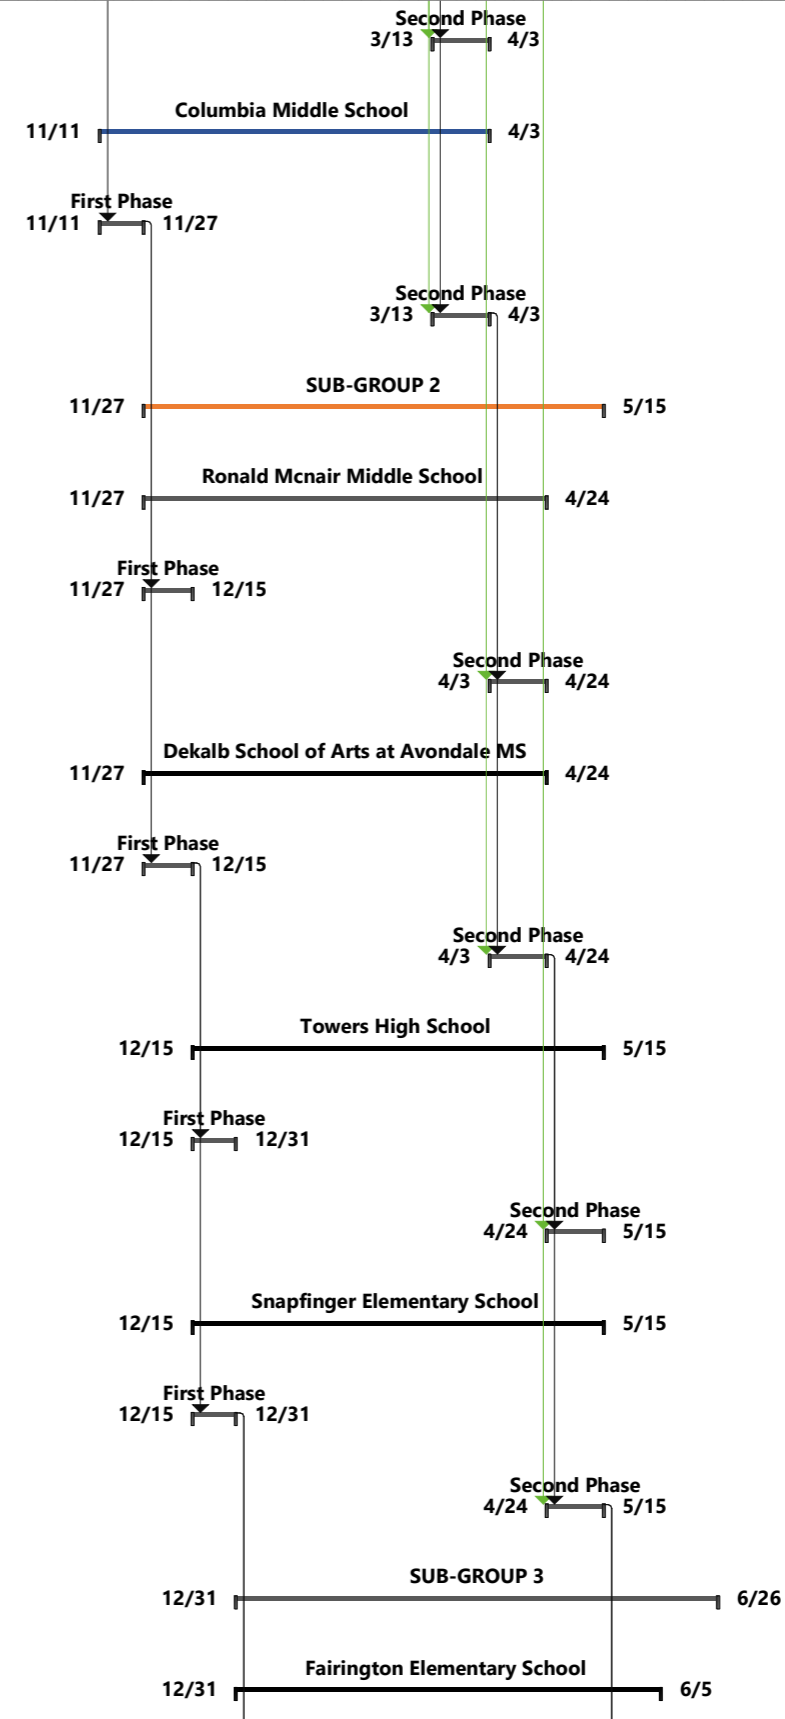 Second Phase
3/13 4/3
Columbia Middle School
11/11 4/3
First Phase
11/11 11/27
Second Phase
3/13 4/3
SUB-GROUP 2
11/27 5/15
Ronald Mcnair Middle School
11/27 4/24
First Phase
11/27 12/15
Second Phase
4/3 4/24
Dekalb School of Arts at Avondale MS
11/27 4/24
First Phase
11/27 12/15
Second Phase
4/3 4/24
Towers High School
12/15 5/15
First Phase
12/15 12/31
Second Phase
4/24 5/15
Snapfinger Elementary School
12/15 5/15
First Phase
12/15 12/31
Second Phase
4/24 5/15
SUB-GROUP 3
12/31 6/26
Fairington Elementary School
12/31 6/5